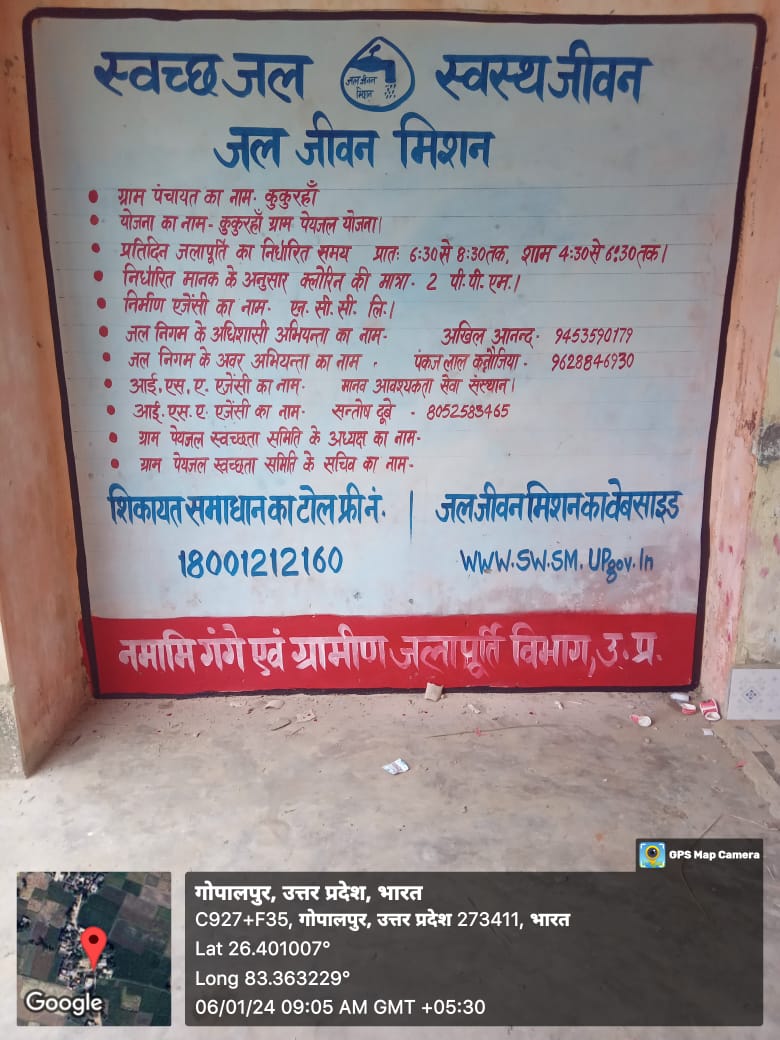 स्वच्छ जल जल जीवन मिशन स्वस्थ जीवन
जल जीवन मिशन
• ग्राम पंचायत का नाम- कुकुरहाँ
• योजना का नाम- कुकुरहाँ ग्राम पेयजल योजना।
• प्रतिदिन जलापूर्ति का निर्धारित समय प्रातः 6:30 से 8:30 तक, शाम 4:30 से 6:30 तक।
• निर्धारित मानक के अनुसार क्लोरिन की मात्रा- 2 पी.पी.एम.।
• निर्माण एजेंसी का नाम- एन.सी.सी. लि.।
• जल निगम के अधिशासी अभियन्ता का नाम- अखिल आनन्द- 9453590179
• जल निगम के अवर अभियन्ता का नाम - पंकज लाल कन्नौजिया- 9628846930
• आई.एस.ए. एजेंसी का नाम- मानव आवश्यकता सेवा संस्थान।
• आई.एस.ए. एजेंसी का नाम- सन्तोष दूबे - 8052583465
• ग्राम पेयजल स्वच्छता समिति के अध्यक्ष का नाम-
• ग्राम पेयजल स्वच्छता समिति के सचिव का नाम-
शिकायत समाधान का टोल फ्री नं. | जल जीवन मिशन का वेबसाइड
18001212160 WWW.SW.SM.UPgov.In
नमामि गंगे एवं ग्रामीण जलापूर्ति विभाग, उ.प्र.
GPS Map Camera
गोपालपुर, उत्तर प्रदेश, भारत
C927+F35, गोपालपुर, उत्तर प्रदेश 273411, भारत
Lat 26.401007°
Long 83.363229°
06/01/24 09:05 AM GMT +05:30
Google